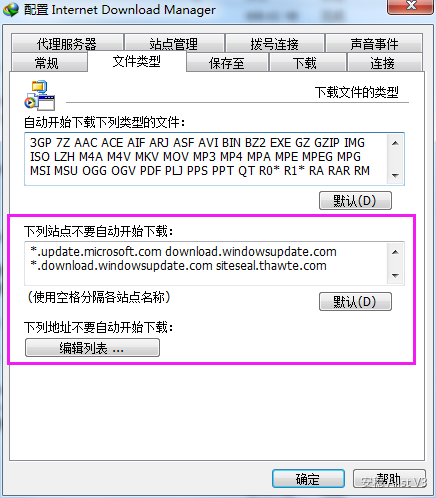 配置 Internet Download Manager
代理服务器 站点管理 拨号连接 声音事件
常规 文件类型 保存至 下载 连接
下载文件的类型
自动开始下载下列类型的文件：
3GP 7Z AAC ACE AIF ARJ ASF AVI BIN BZ2 EXE GZ GZIP IMG
ISO LZH M4A M4V MKV MOV MP3 MP4 MPA MPE MPEG MPG
MSI MSU OGG OGV PDF PLJ PPS PPT QT R0* R1* RA RAR RM
默认(D)
下列站点不要自动开始下载：
*.update.microsoft.com download.windowsupdate.com
*.download.windowsupdate.com siteseal.thawte.com
（使用空格分隔各站点名称）
默认(D)
下列地址不要自动开始下载：
编辑列表 ...
确定 帮助